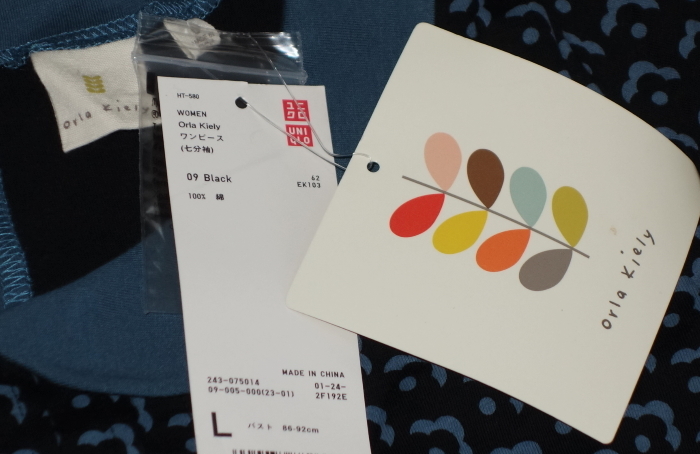 Orla Kiely
HT-580
WOMEN
Orla Kiely
ワンピース
(七分袖)
ユニ
クロ
UNI
QLO
09 Black
62
EK103
100% 綿
MADE IN CHINA
243-075014
01-24-
09-005-000(23-01)
2F192E
L
バスト 86-92cm
orla kiely